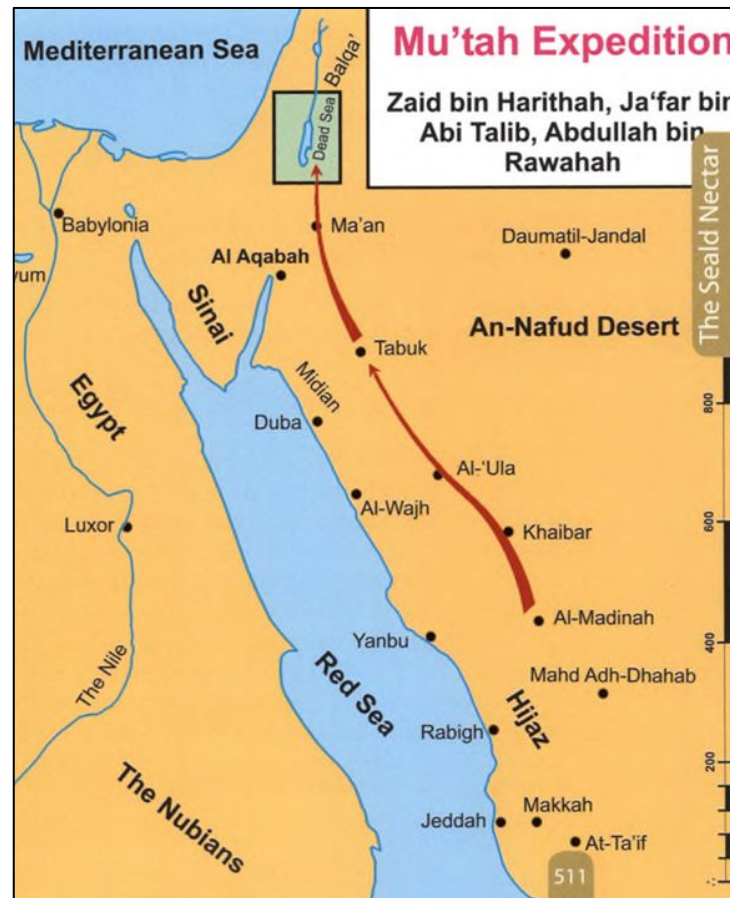 Mediterranean Sea
Mu'tah Expedition
Zaid bin Harithah, Ja'far bin
Abi Talib, Abdullah bin
Rawahah
Balqa'
Dead Sea
The Seald Nectar
Babylonia
Ma'an
Daumatil-Jandal
Al Aqabah
yum
Sinai
An-Nafud Desert
Tabuk
Egypt
Midian
Duba
800
Al-'Ula
Al-Wajh
Luxor
Khaibar
600
Al-Madinah
Yanbu
400
The Nile
Red Sea
Mahd Adh-Dhahab
Hijaz
Rabigh
200
The Nubians
Jeddah
Makkah
At-Ta'if
511